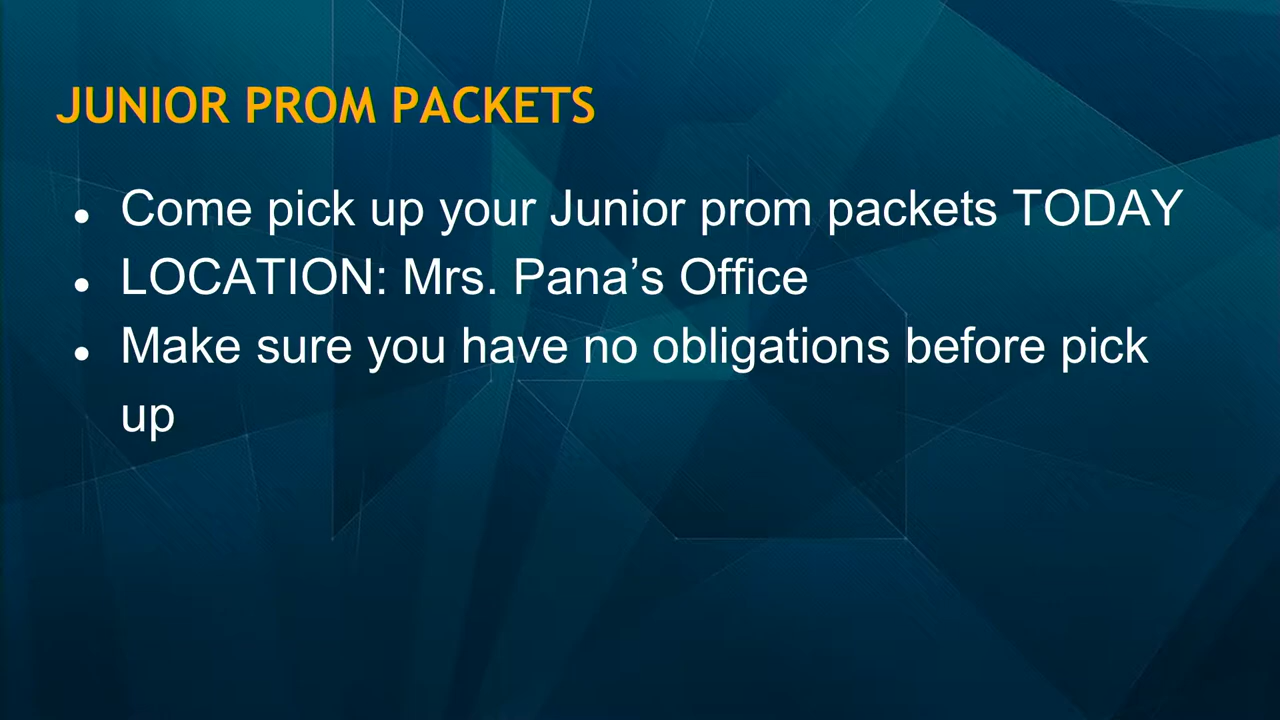 JUNIOR PROM PACKETS
● Come pick up your Junior prom packets TODAY
● LOCATION: Mrs. Pana’s Office
● Make sure you have no obligations before pick
up